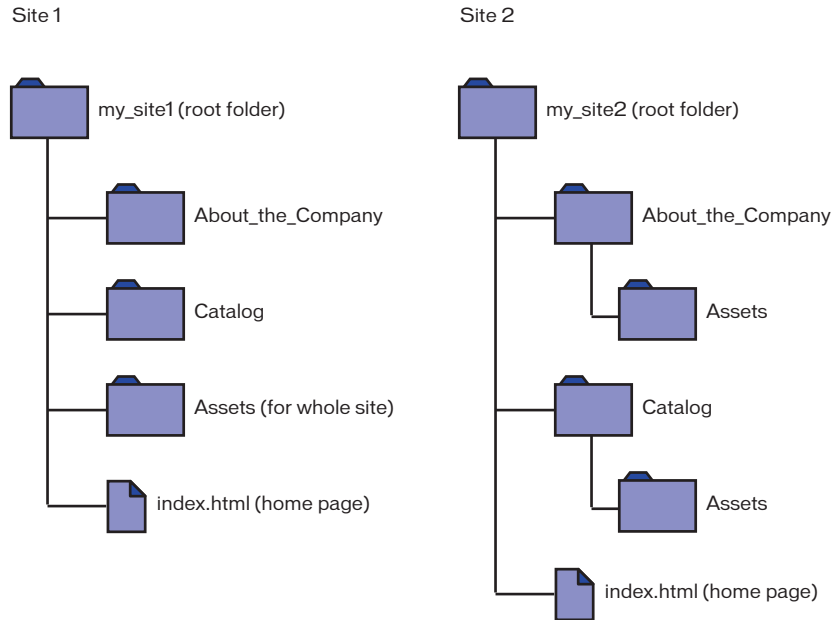 Site 1
my_site1 (root folder)
About_the_Company
Catalog
Assets (for whole site)
index.html (home page)
Site 2
my_site2 (root folder)
About_the_Company
Assets
Catalog
Assets
index.html (home page)